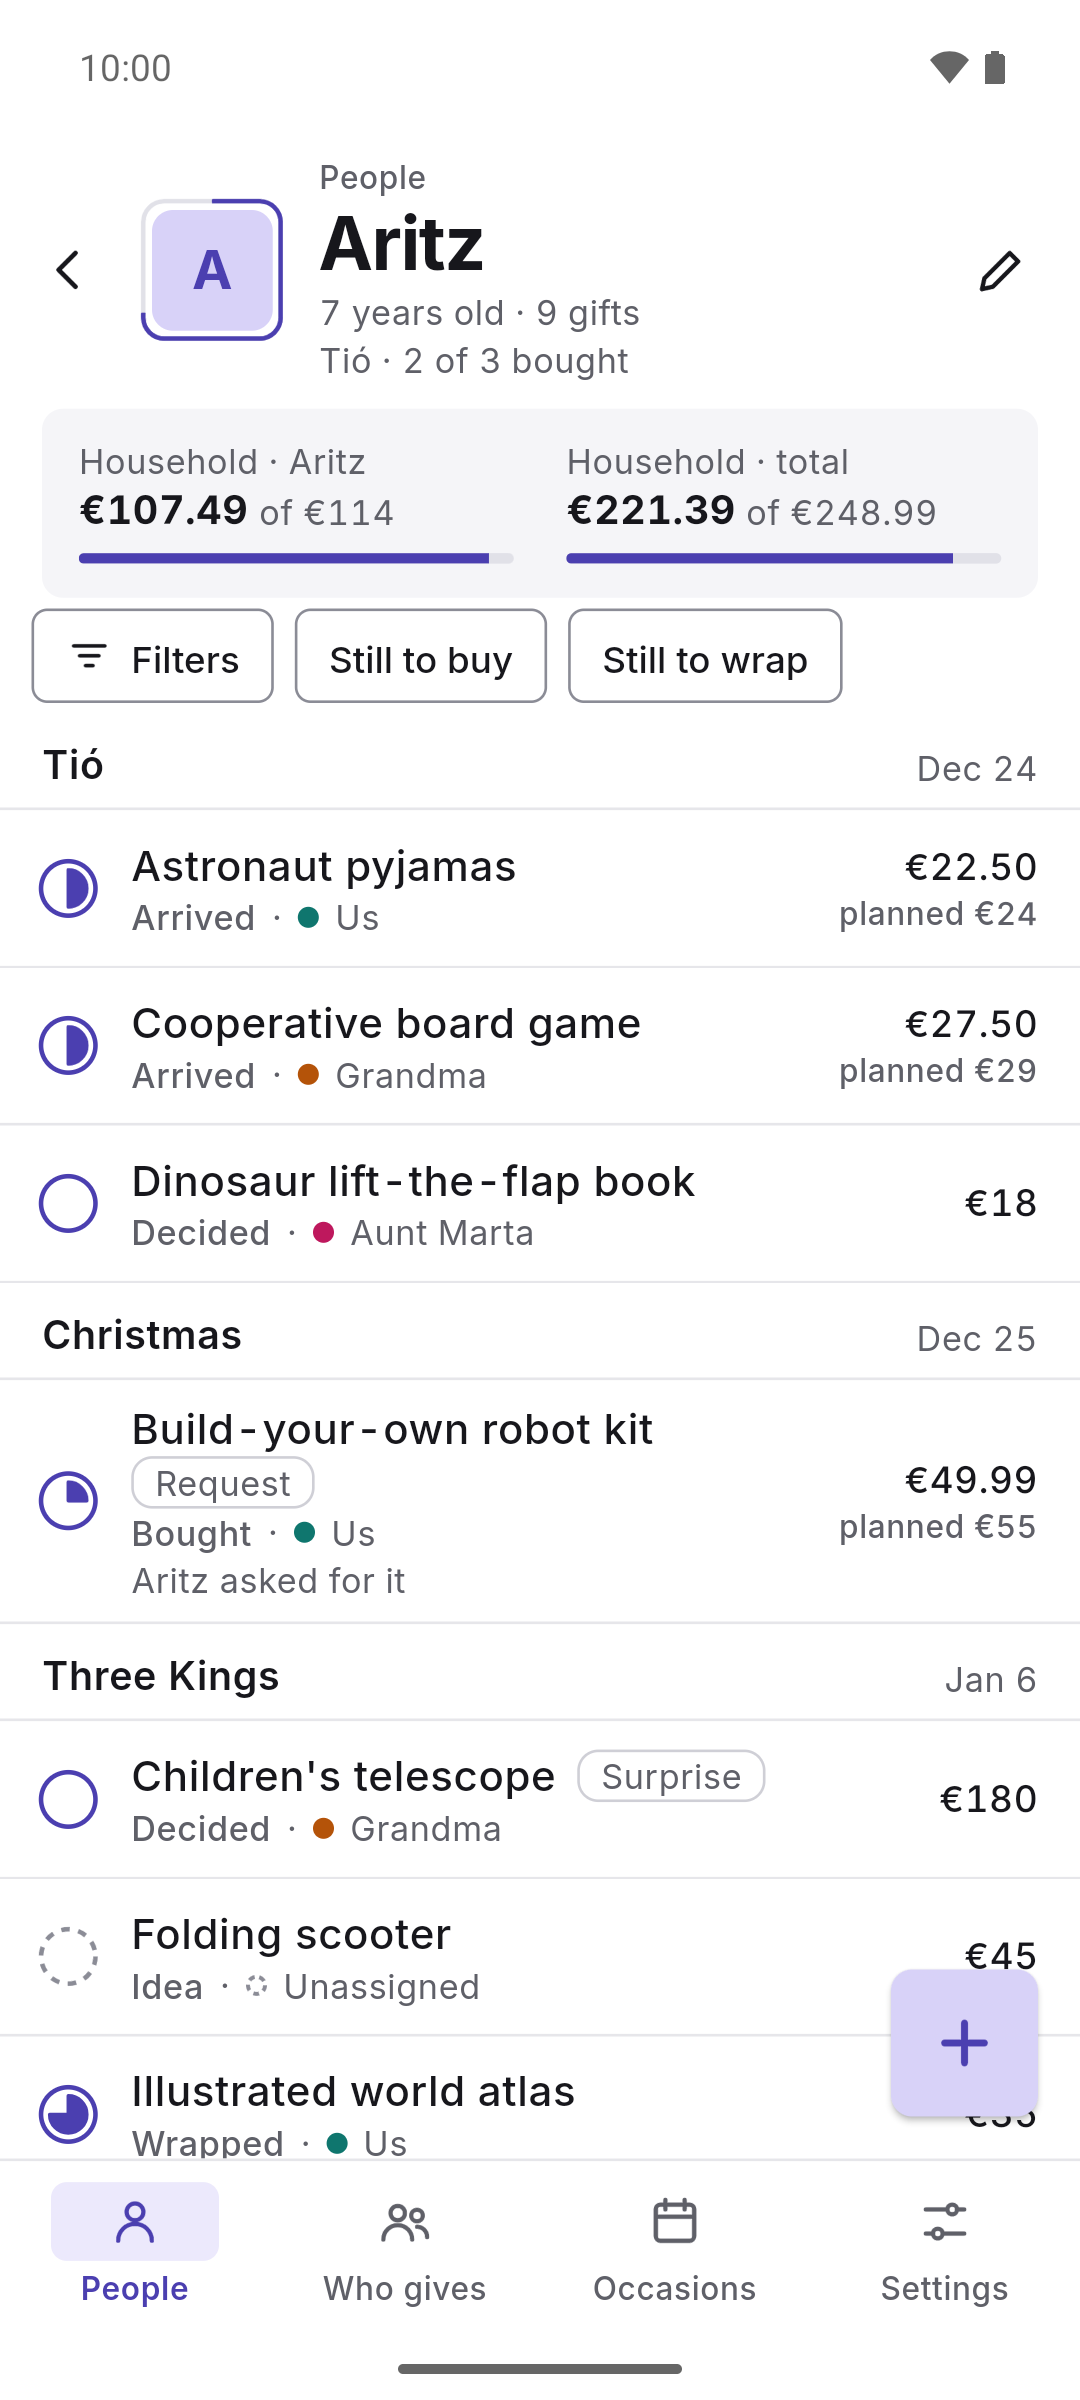 10:00
People
Aritz
A
7 years old · 9 gifts
Tió · 2 of 3 bought
Household · Aritz
€107.49 of €114
Household · total
€221.39 of €248.99
Filters
Still to buy
Still to wrap
Tió
Dec 24
Astronaut pyjamas
€22.50
Arrived · Us
planned €24
Cooperative board game
€27.50
Arrived · Grandma
planned €29
Dinosaur lift-the-flap book
€18
Decided · Aunt Marta
Christmas
Dec 25
Build-your-own robot kit
Request
€49.99
Bought · Us
planned €55
Aritz asked for it
Three Kings
Jan 6
Children's telescope
Surprise
€180
Decided · Grandma
Folding scooter
€45
Idea · Unassigned
Illustrated world atlas
Wrapped · Us
People
Who gives
Occasions
Settings